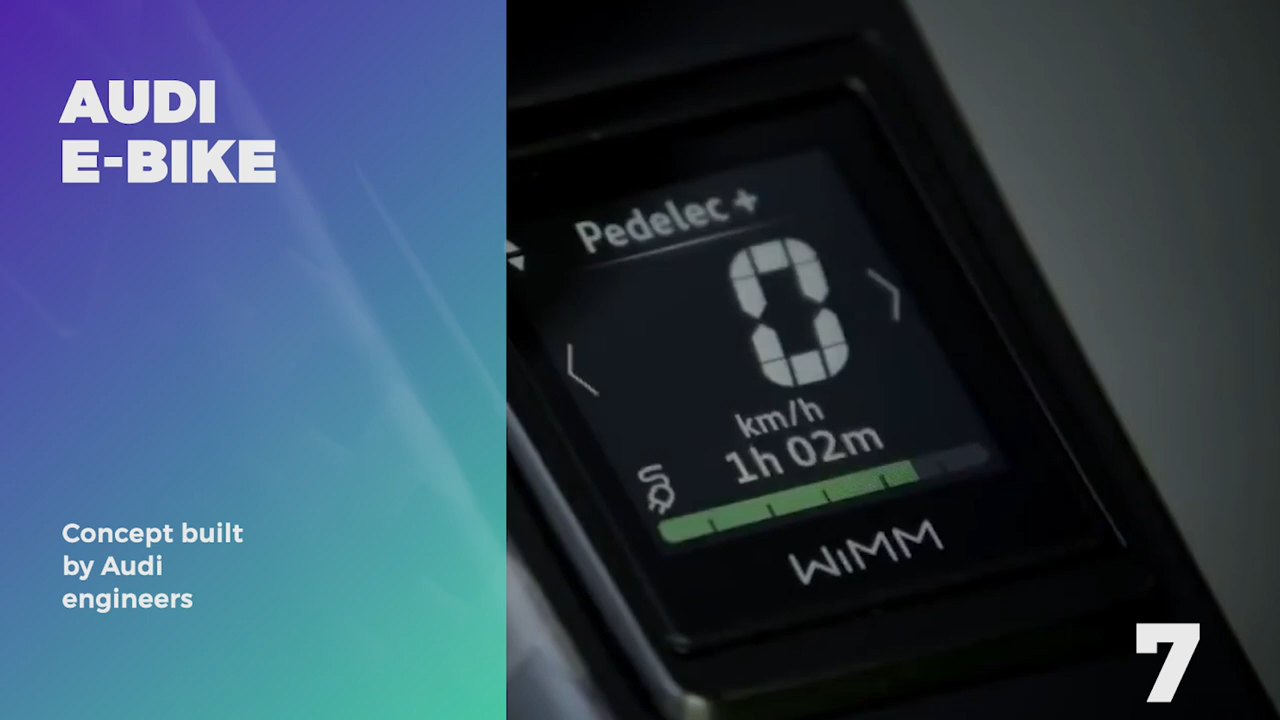 AUDI
E-BIKE
Concept built
by Audi
engineers
Pedelec +
0
km/h
1h 02m
WIMM
7